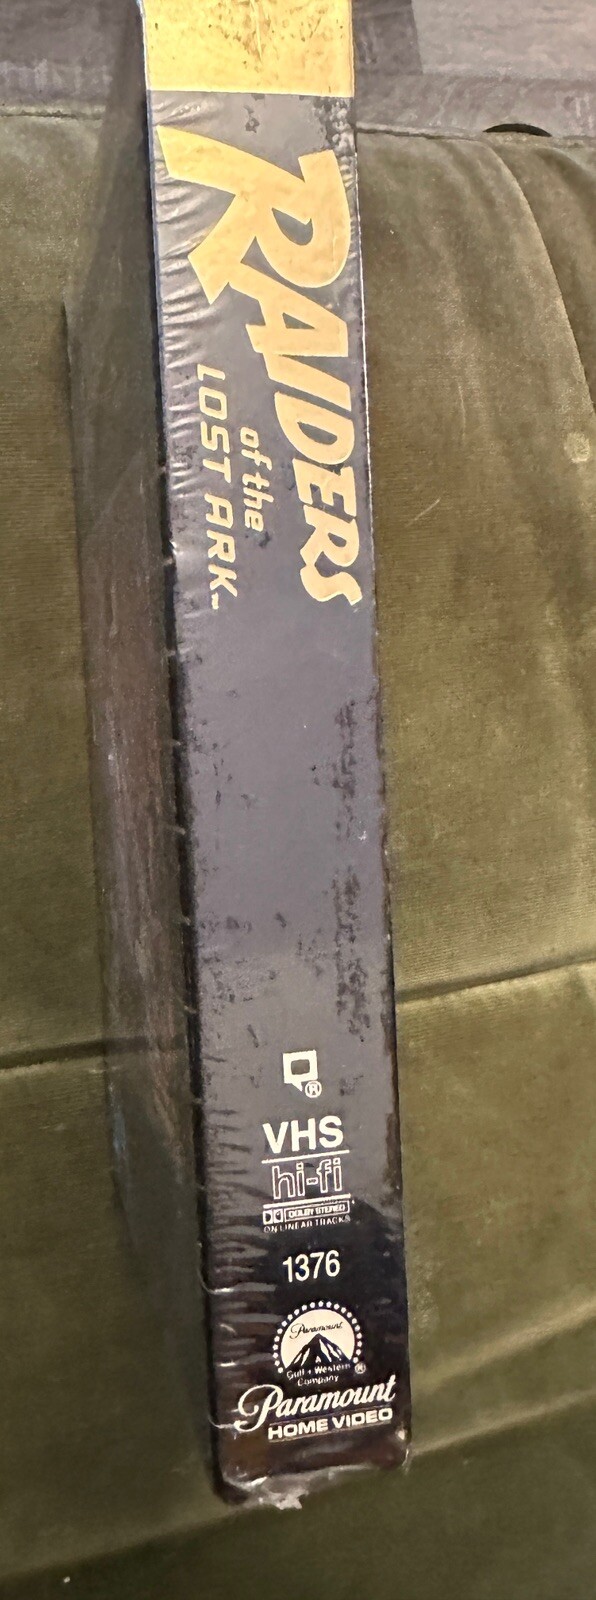 RAIDERS
of the
LOST ARK™
®
VHS
hi-fi
DOLBY STEREO
ON LINEAR TRACKS
1376
Paramount
A
Gulf + Western
Company
®
Paramount
HOME VIDEO